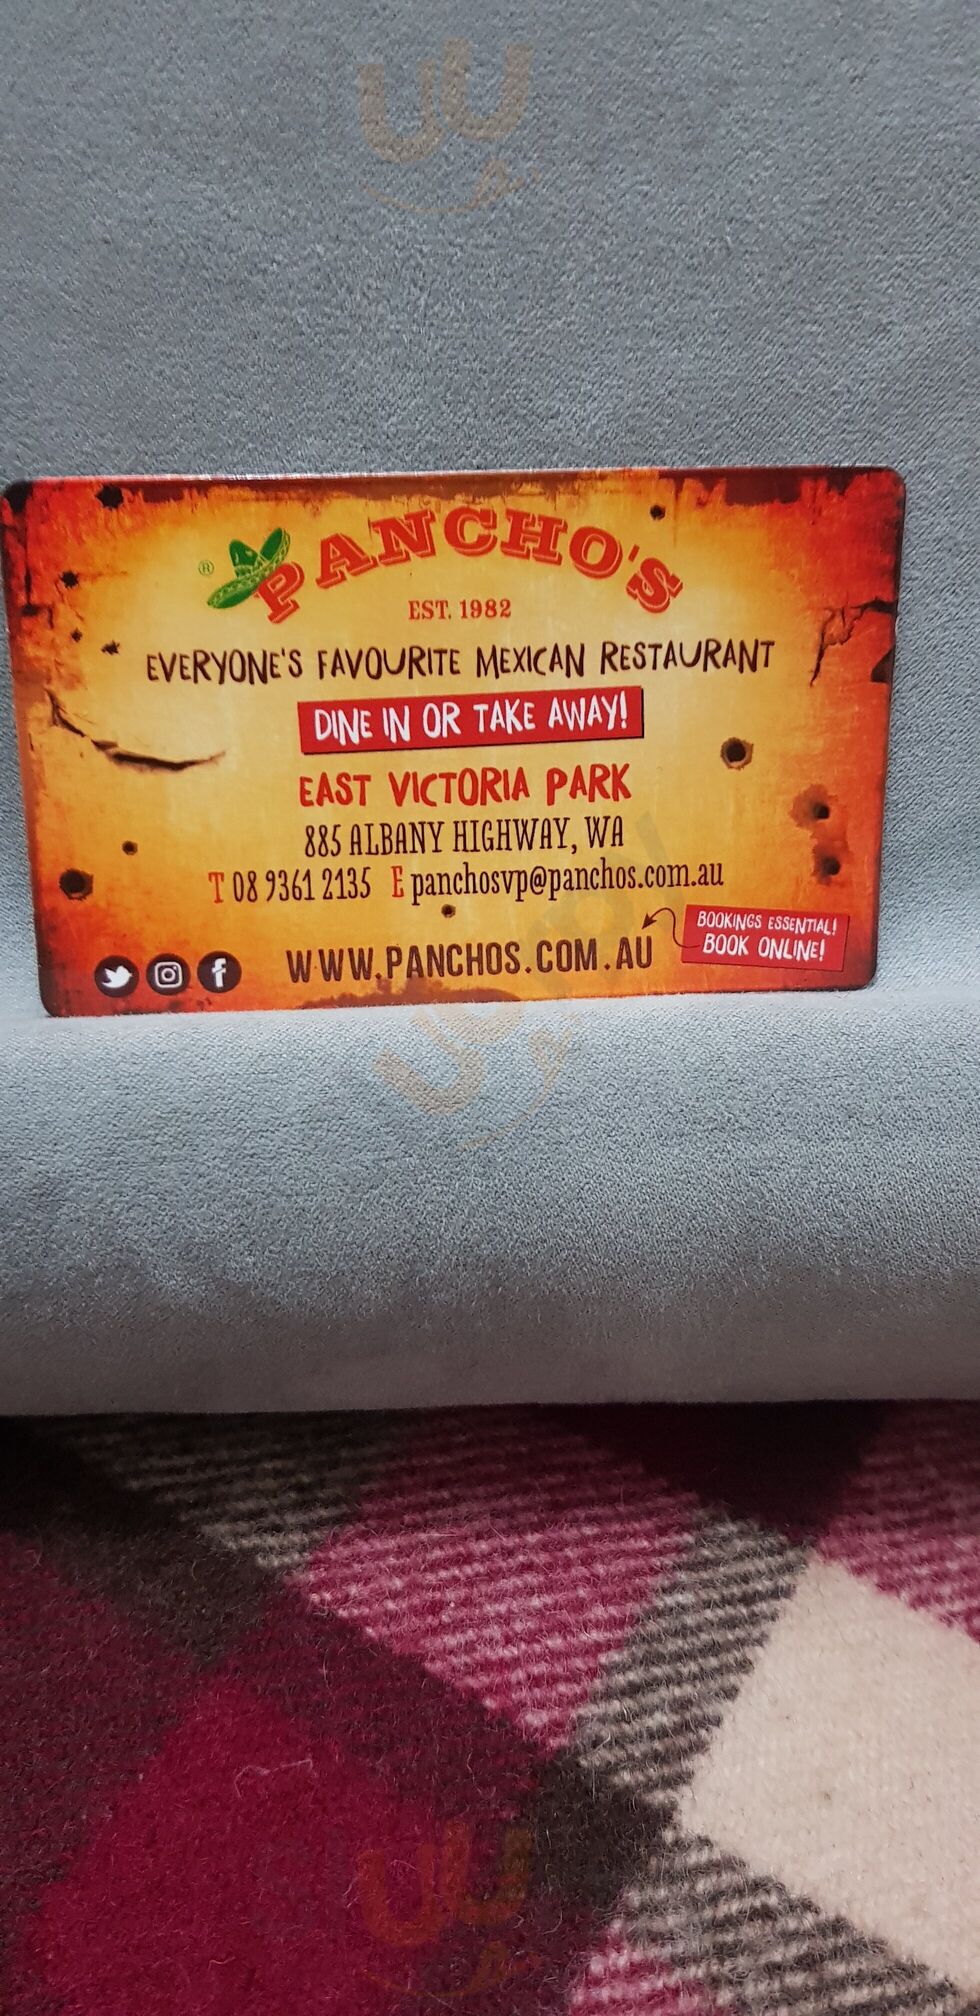 ® PANCHO'S
EST. 1982
EVERYONE'S FAVOURITE MEXICAN RESTAURANT
DINE IN OR TAKE AWAY!
EAST VICTORIA PARK
885 ALBANY HIGHWAY, WA
T 08 9361 2135 E panchosvp@panchos.com.au
WWW.PANCHOS.COM.AU
BOOKINGS ESSENTIAL!
BOOK ONLINE!